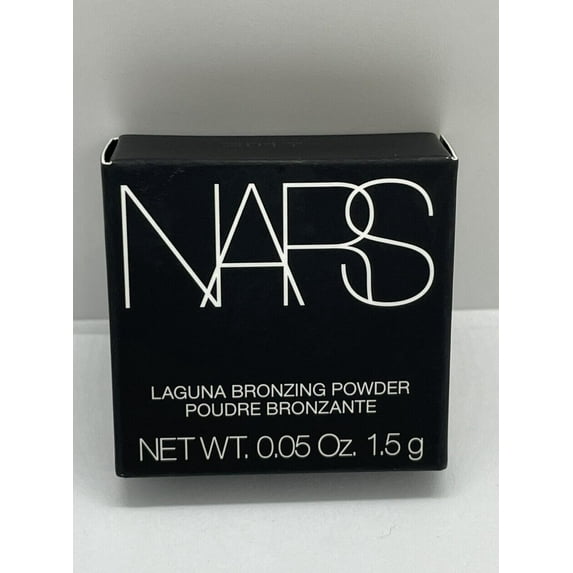 NARS
LAGUNA BRONZING POWDER
POUDRE BRONZANTE
NET WT. 0.05 Oz. 1.5 g